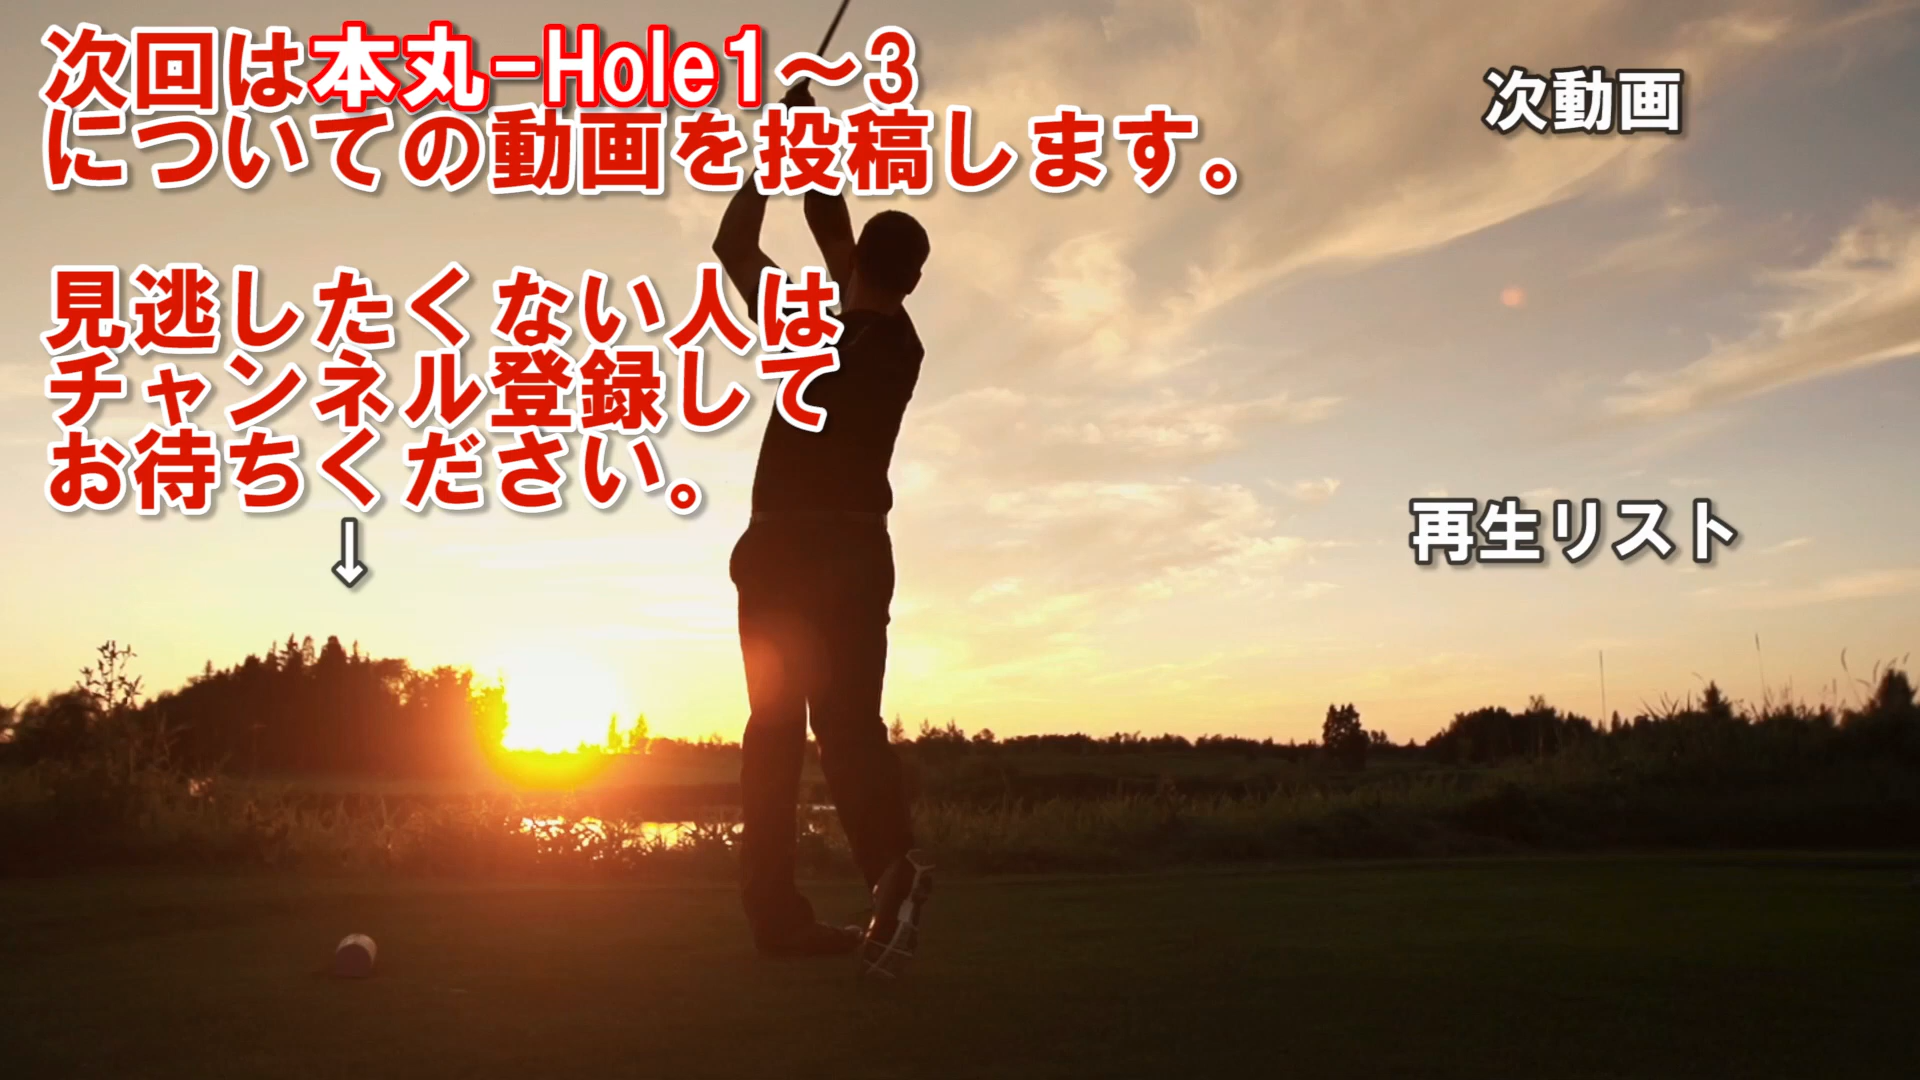 次回は本丸-Hole1～3
についての動画を投稿します。
見逃したくない人は
チャンネル登録して
お待ちください。
↓
次動画
再生リスト